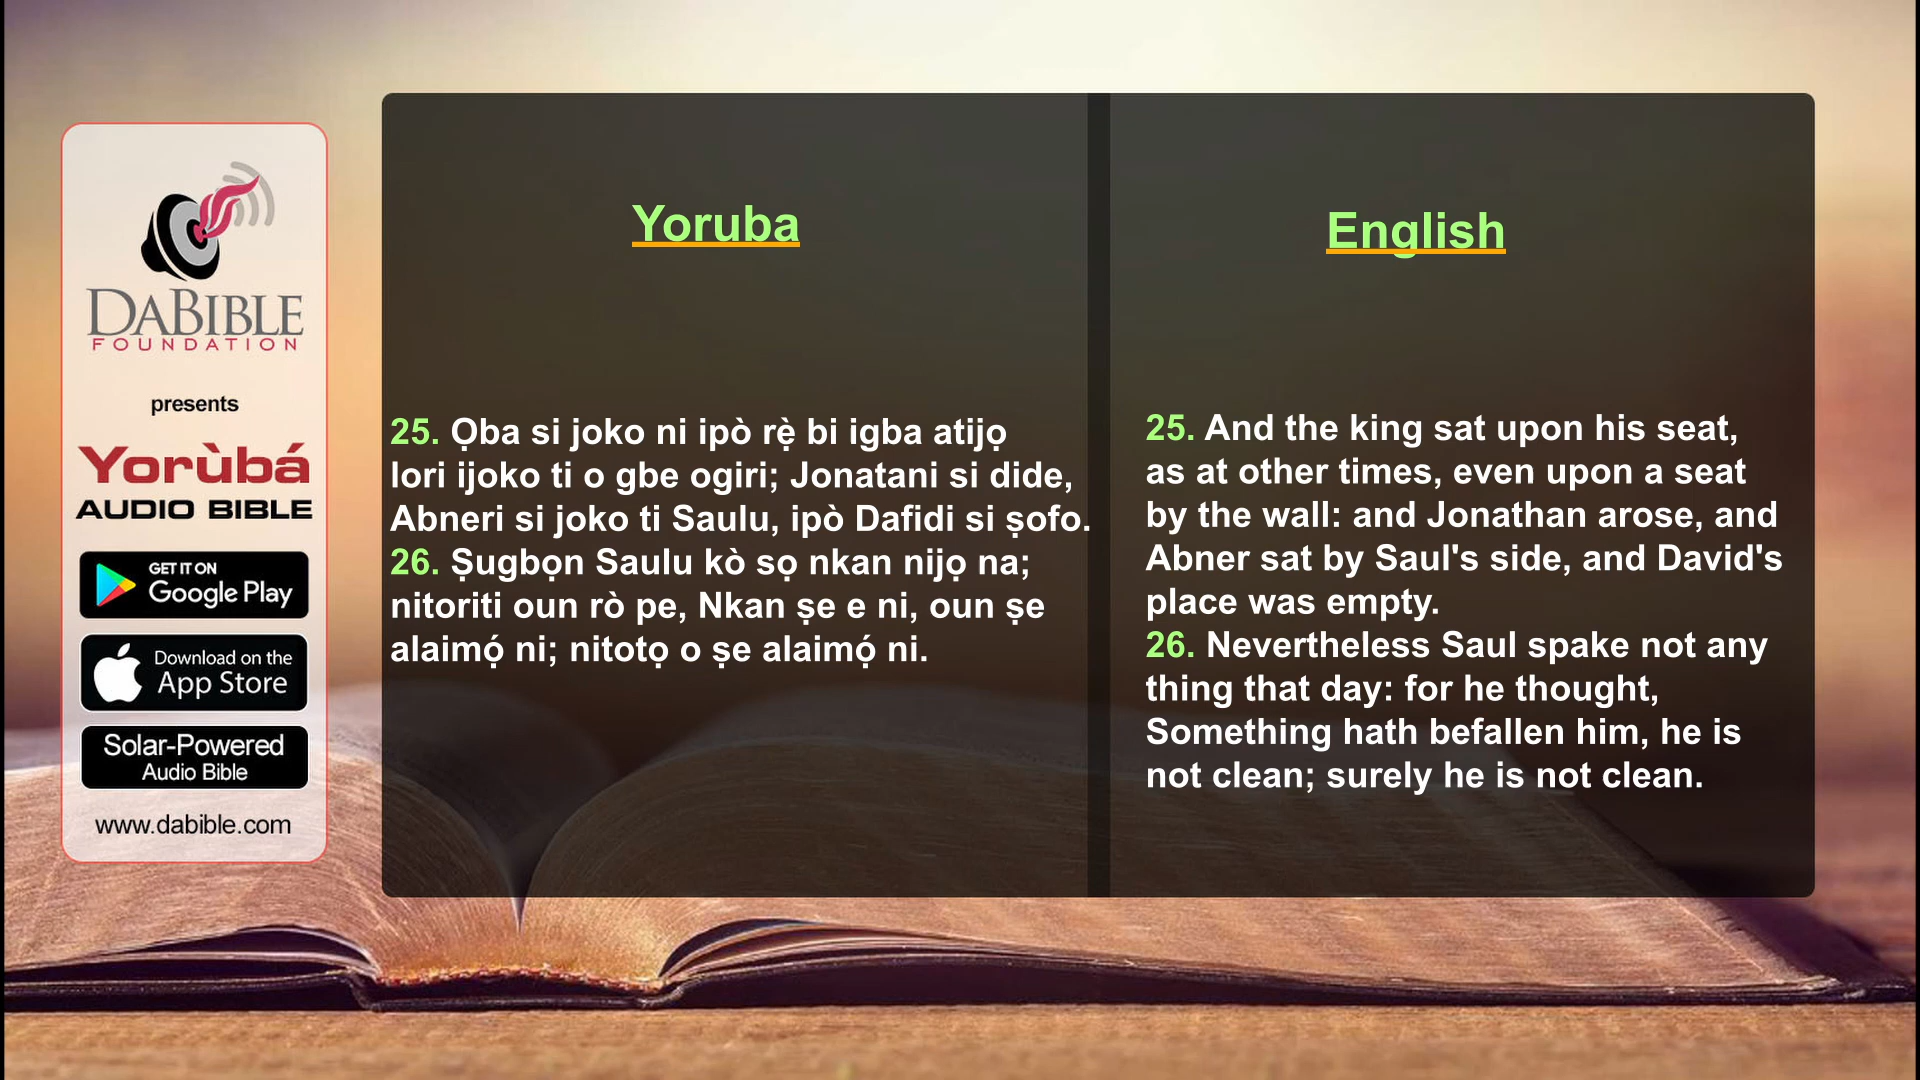 DABIBLE
FOUNDATION
presents
Yorùbá
AUDIO BIBLE
GET IT ON
Google Play
Download on the
App Store
Solar-Powered
Audio Bible
www.dabible.com
Yoruba
25. Ọba si joko ni ipò rẹ̀ bi igba atijọ
lori ijoko ti o gbe ogiri; Jonatani si dide,
Abneri si joko ti Saulu, ipò Dafidi si ṣofo.
26. Ṣugbọn Saulu kò sọ nkan nijọ na;
nitoriti oun rò pe, Nkan ṣe e ni, oun ṣe
alaimọ́ ni; nitotọ o ṣe alaimọ́ ni.
English
25. And the king sat upon his seat,
as at other times, even upon a seat
by the wall: and Jonathan arose, and
Abner sat by Saul's side, and David's
place was empty.
26. Nevertheless Saul spake not any
thing that day: for he thought,
Something hath befallen him, he is
not clean; surely he is not clean.